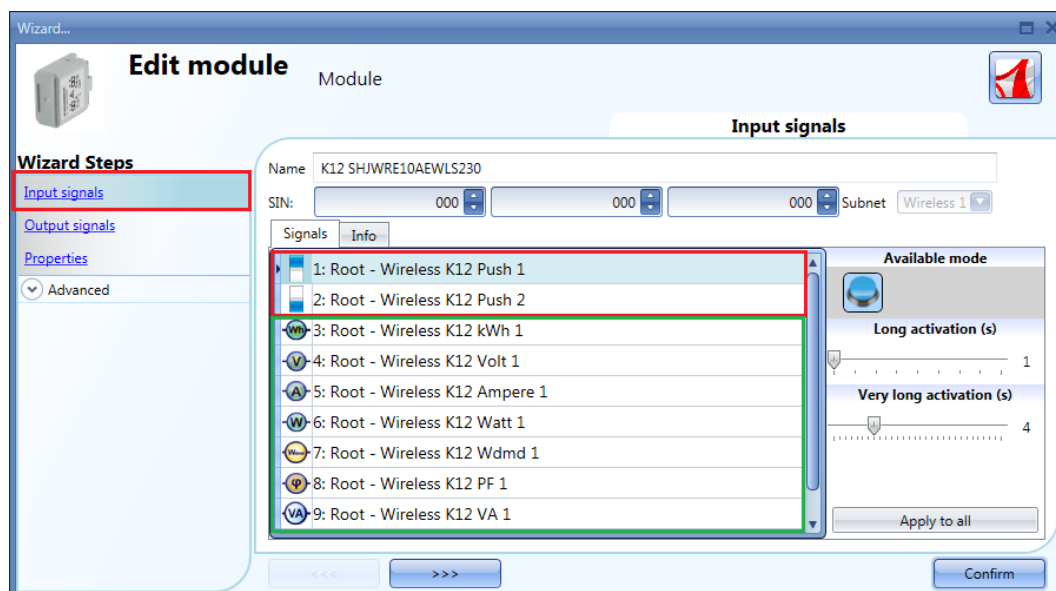 Wizard...
Edit module
Module
Input signals
Wizard Steps
Input signals
Output signals
Properties
Advanced
Name K12 SHJWRE10AEWLS230
SIN: 000 000 000 Subnet Wireless 1
Signals Info
1: Root - Wireless K12 Push 1
2: Root - Wireless K12 Push 2
Wh 3: Root - Wireless K12 kWh 1
V 4: Root - Wireless K12 Volt 1
A 5: Root - Wireless K12 Ampere 1
W 6: Root - Wireless K12 Watt 1
7: Root - Wireless K12 Wdmd 1
φ 8: Root - Wireless K12 PF 1
VA 9: Root - Wireless K12 VA 1
Available mode
Long activation (s)
1
Very long activation (s)
4
Apply to all
<<< >>> Confirm